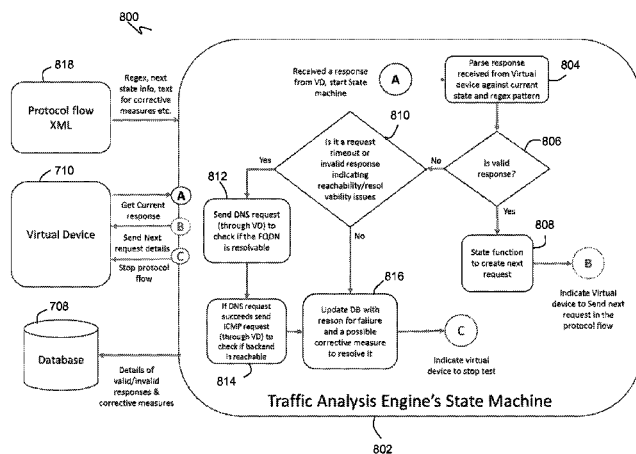 800
818
Protocol flow
XML
Regex, next
state info, text
for corrective
measures etc.
710
Virtual Device
Get Current
response
Send Next
request details
Stop protocol
flow
A
B
C
708
Database
Details of
valid/invalid
responses &
corrective measures
Received a response
from VD, start State
machine
A
Parse response
received from Virtual
device against current
state and regex pattern
804
806
Is valid
response?
No
Yes
810
Is it a request
timeout or
invalid response
indicating
reachability/resol
vability issues
Yes
No
812
Send DNS request
(through VD) to
check if the FQDN
is resolvable
808
State function
to create next
request
B
Indicate Virtual
device to Send next
request in the
protocol flow
If DNS request
succeeds send
ICMP request
(through VD) to
check if backend
is reachable
814
816
Update DB with
reason for failure
and a possible
corrective measure
to resolve it
C
Indicate virtual
device to stop test
Traffic Analysis Engine's State Machine
802